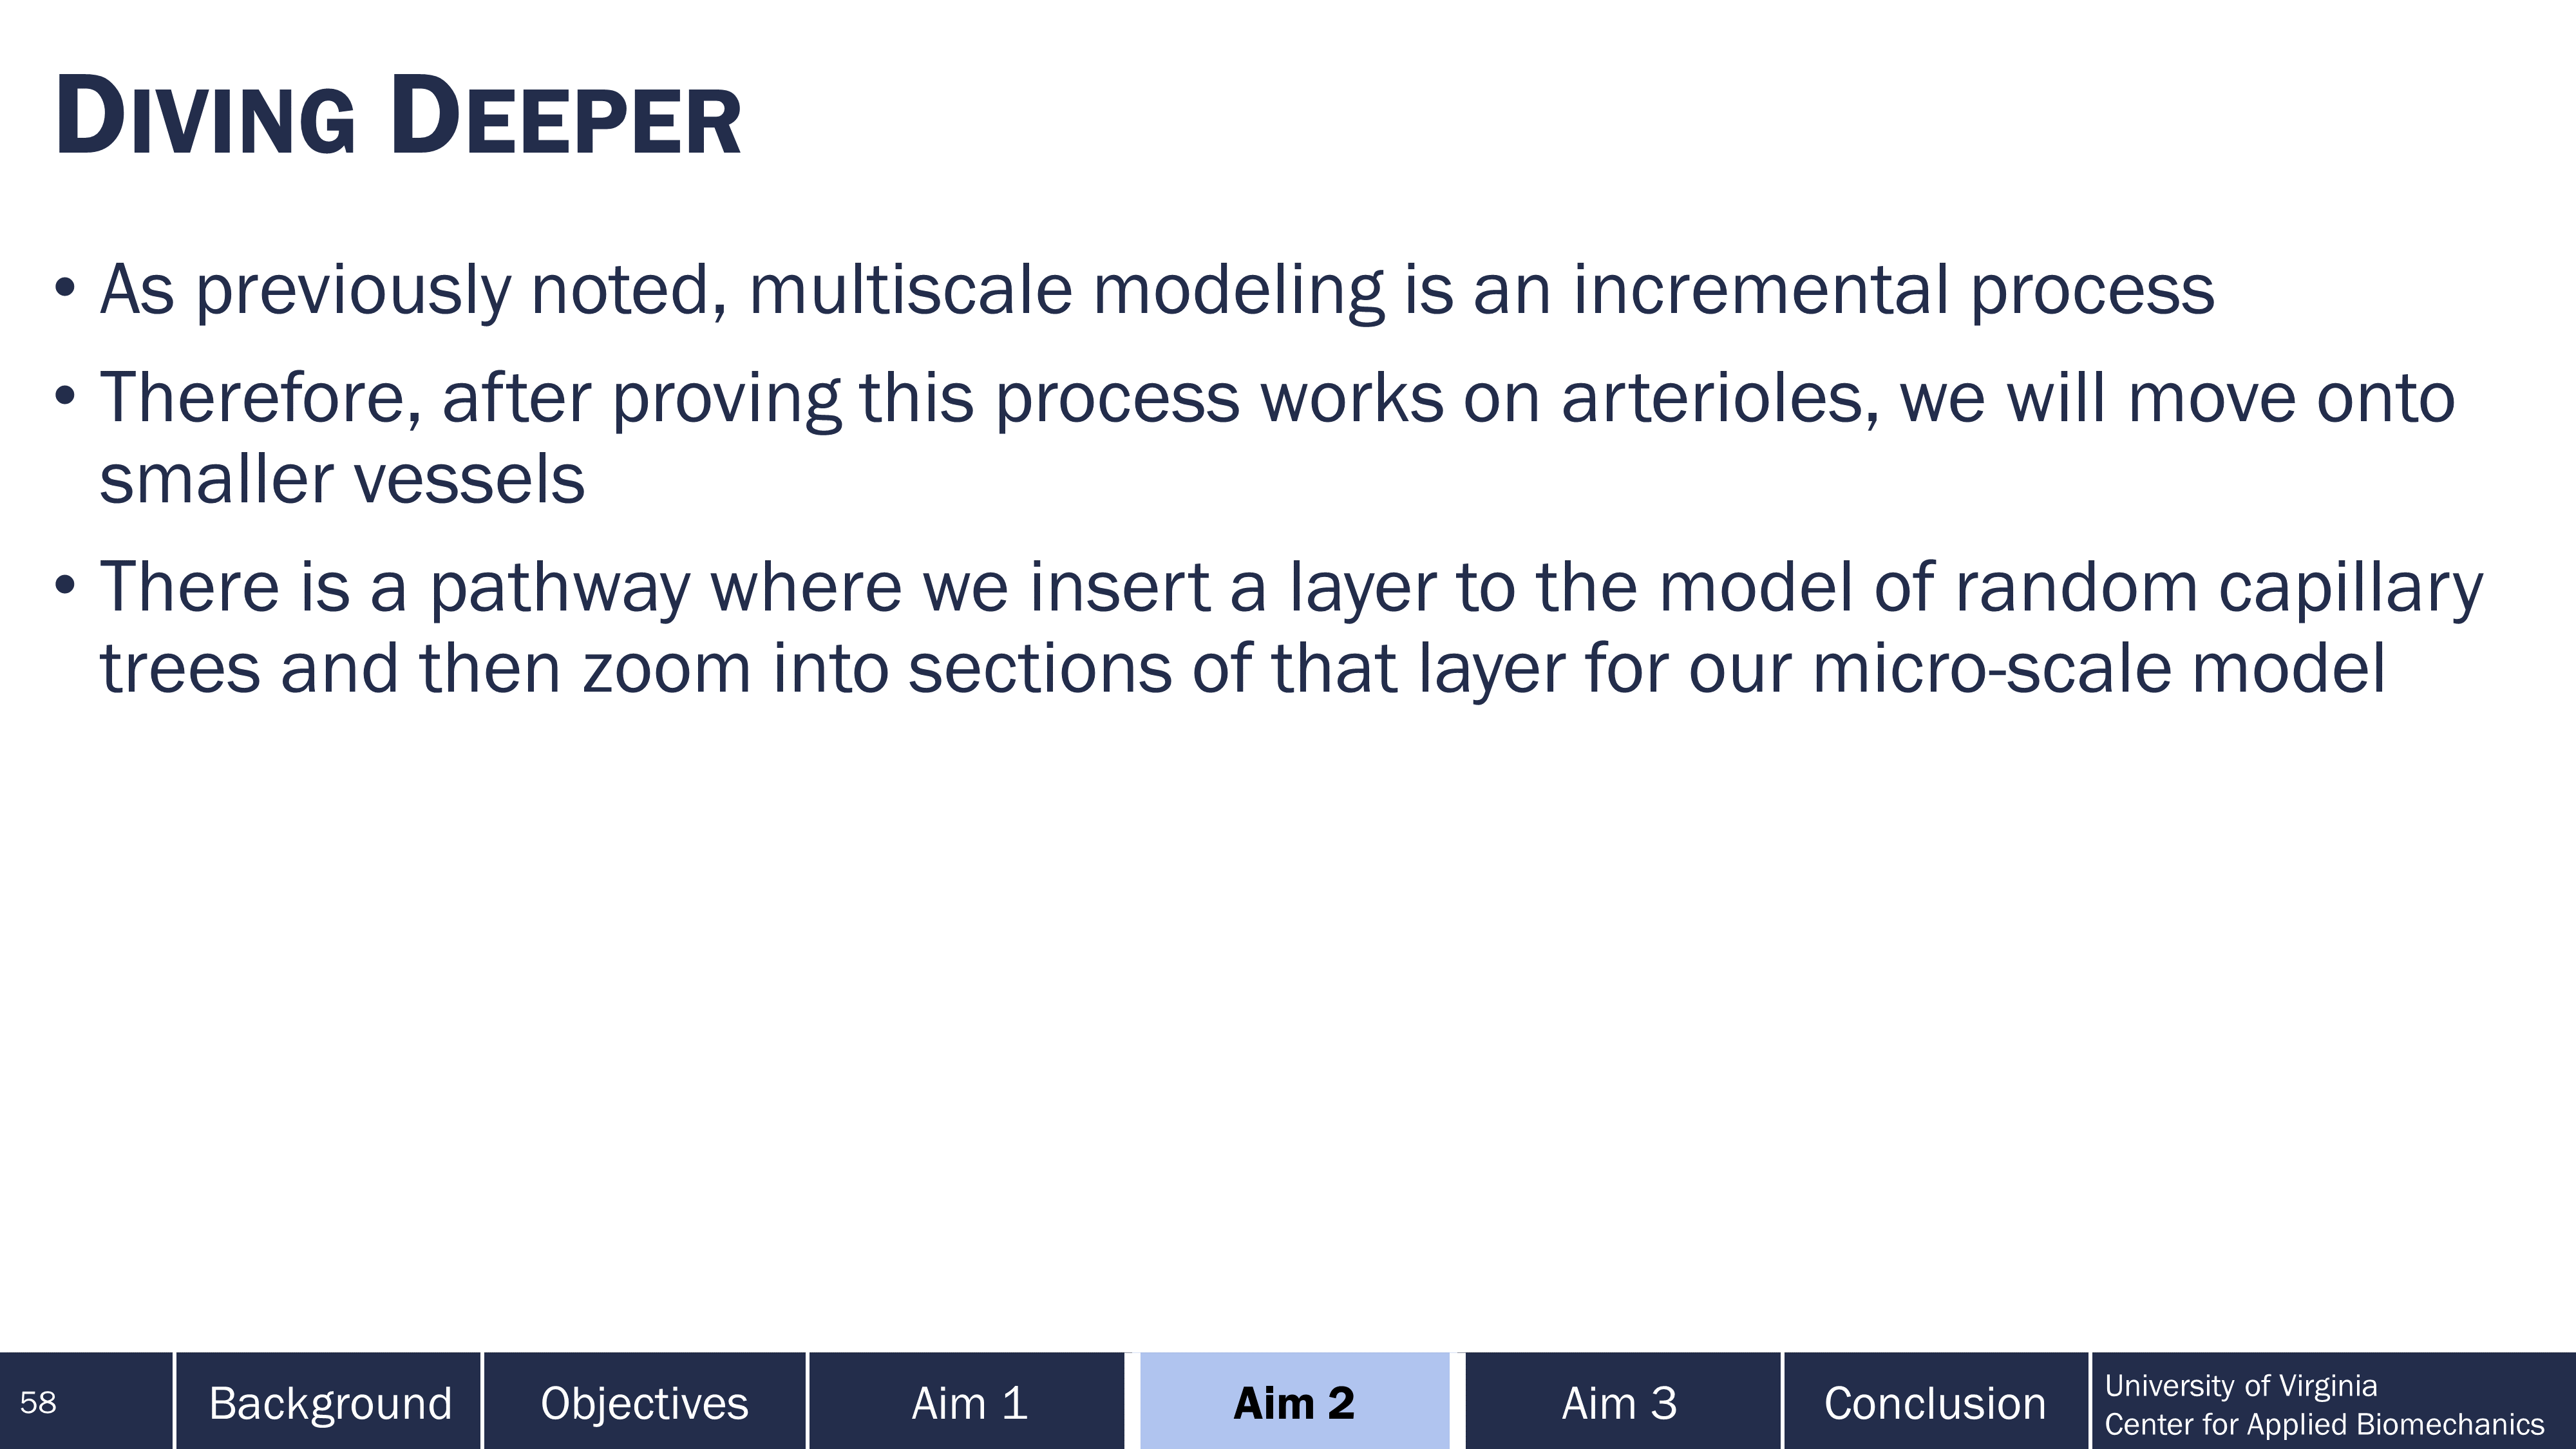 DIVING DEEPER
• As previously noted, multiscale modeling is an incremental process
• Therefore, after proving this process works on arterioles, we will move onto
smaller vessels
• There is a pathway where we insert a layer to the model of random capillary
trees and then zoom into sections of that layer for our micro-scale model
58
Background
Objectives
Aim 1
Aim 2
Aim 3
Conclusion
University of Virginia
Center for Applied Biomechanics